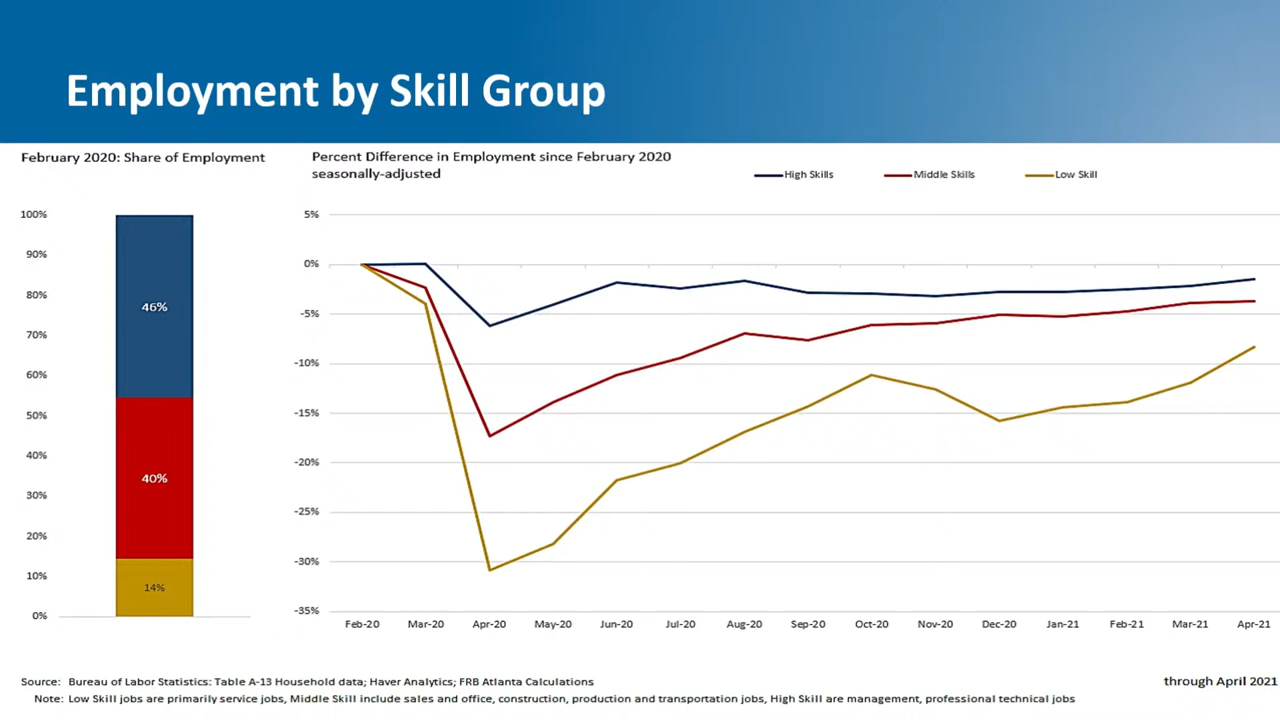 Employment by Skill Group
February 2020: Share of Employment
100%
90%
80%
70%
60%
50%
40%
30%
20%
10%
0%
46%
40%
14%
Percent Difference in Employment since February 2020
seasonally-adjusted
High Skills Middle Skills Low Skill
5%
0%
-5%
-10%
-15%
-20%
-25%
-30%
-35%
Feb-20 Mar-20 Apr-20 May-20 Jun-20 Jul-20 Aug-20 Sep-20 Oct-20 Nov-20 Dec-20 Jan-21 Feb-21 Mar-21 Apr-21
Source: Bureau of Labor Statistics: Table A-13 Household data; Haver Analytics; FRB Atlanta Calculations
through April 2021
Note: Low Skill jobs are primarily service jobs, Middle Skill include sales and office, construction, production and transportation jobs, High Skill are management, professional technical jobs